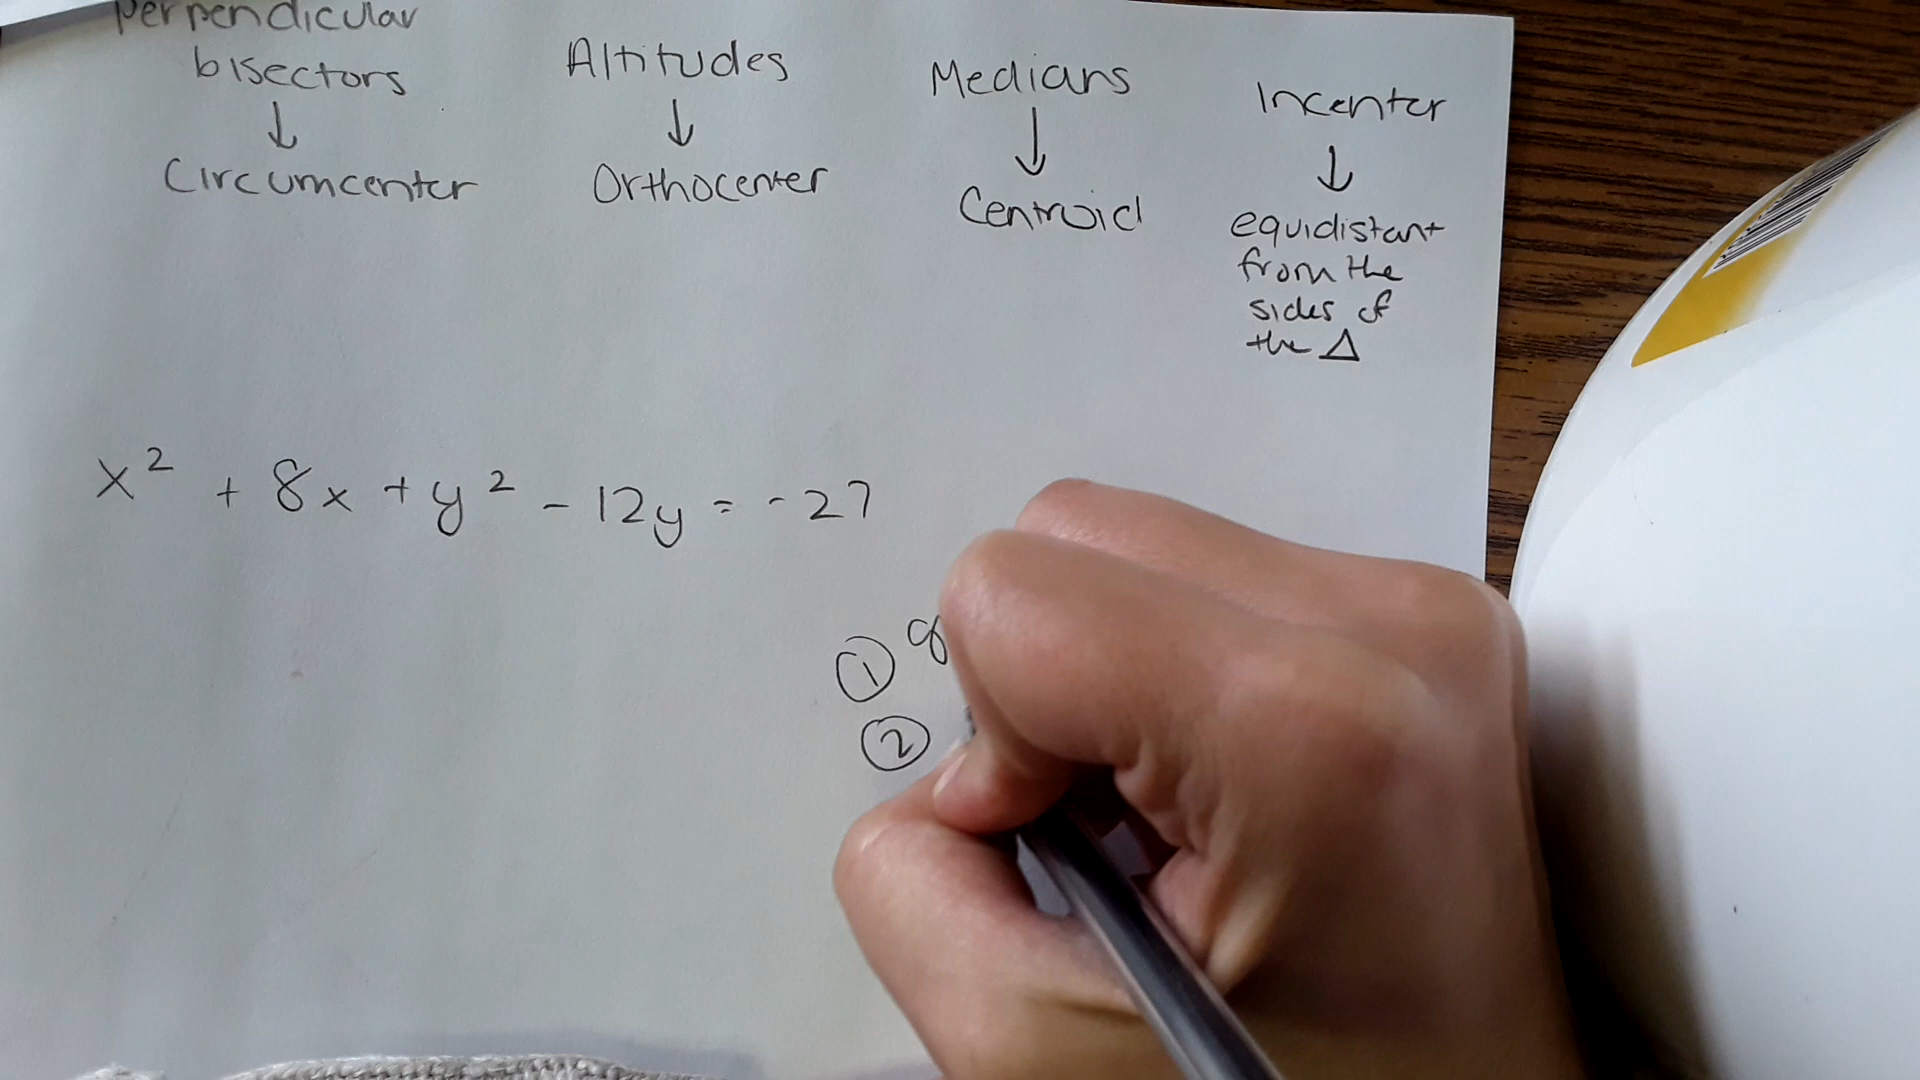 Perpendicular
bisectors
↓
Circumcenter
Altitudes
↓
Orthocenter
Medians
↓
Centroid
Incenter
↓
equidistant
from the
sides of
the Δ
x² + 8x + y² - 12y = -27
① 8
②